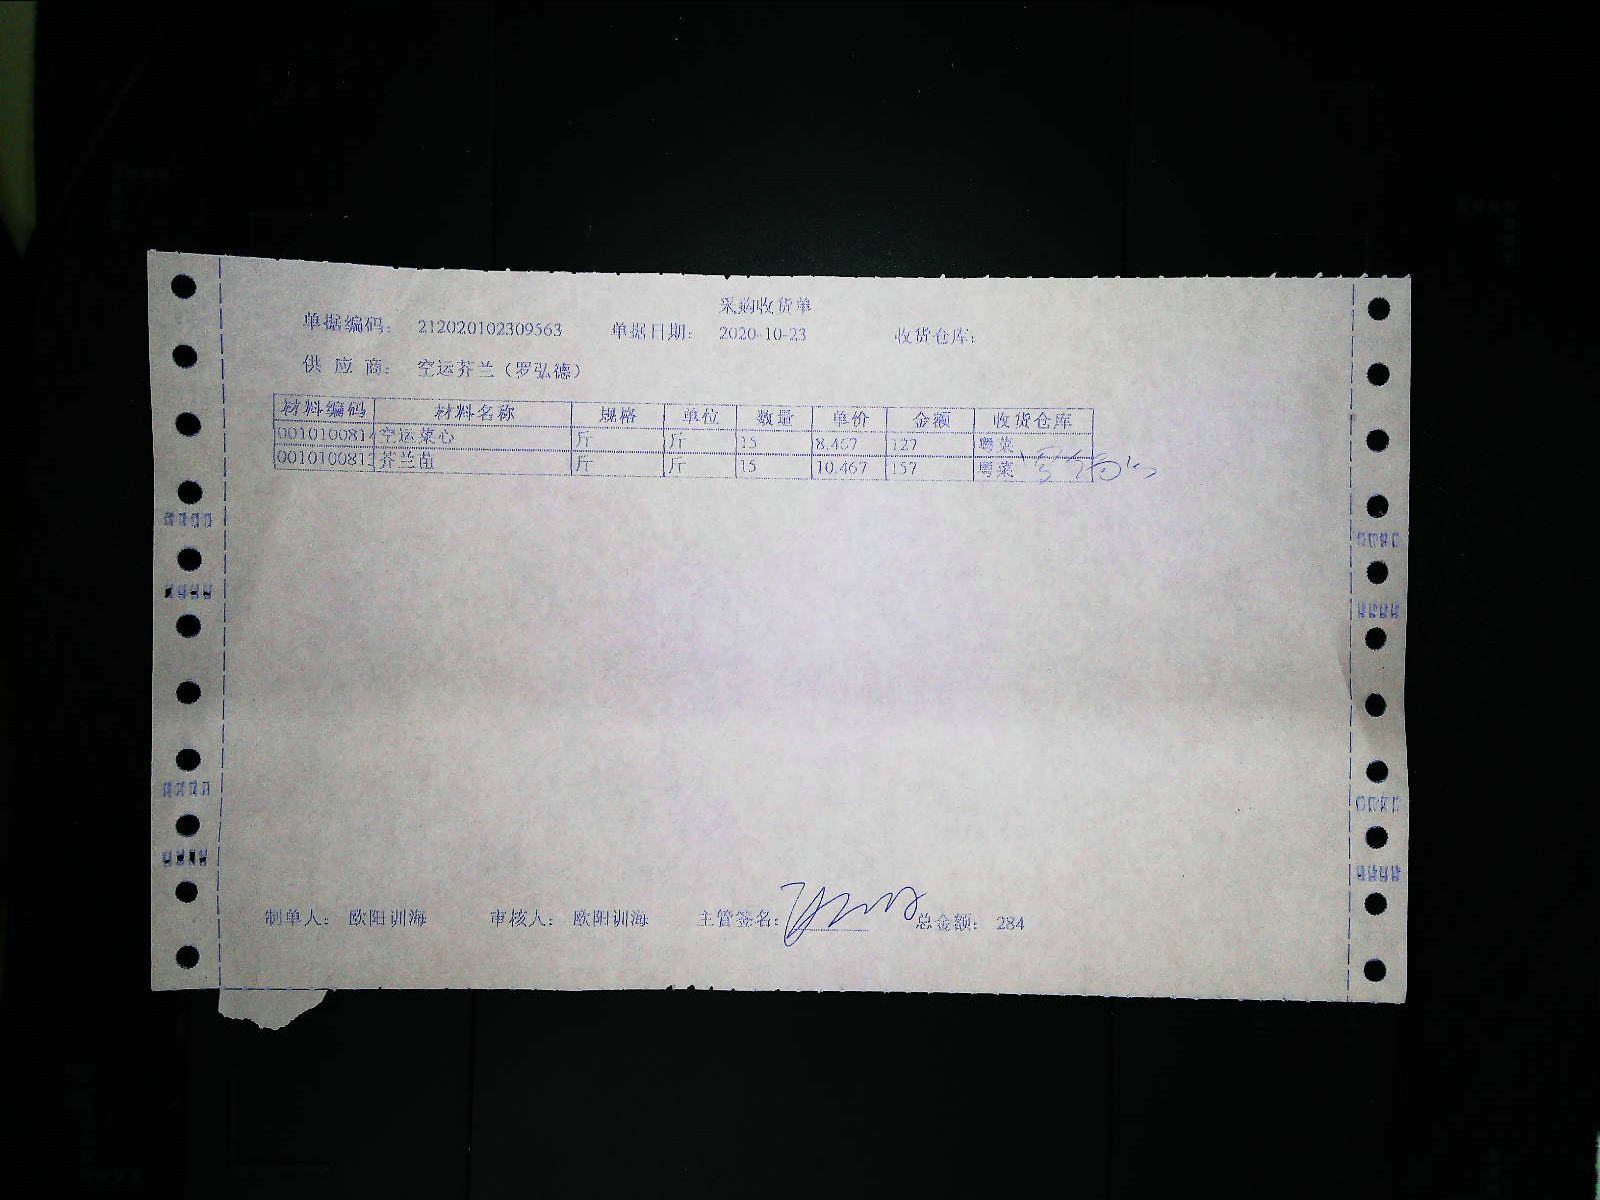 采购收货单
单据编码: 212020102309563 单据日期: 2020-10-23 收货仓库:
供 应 商: 空运芥兰（罗弘德）
材料编码 材料名称 规格 单位 数量 单价 金额 收货仓库
0010100814 空运菜心 斤 斤 15 8.467 127 粤菜
0010100813 芥兰苗 斤 斤 15 10.467 157 粤菜
制单人: 欧阳训海 审核人: 欧阳训海 主管签名: 总金额: 284